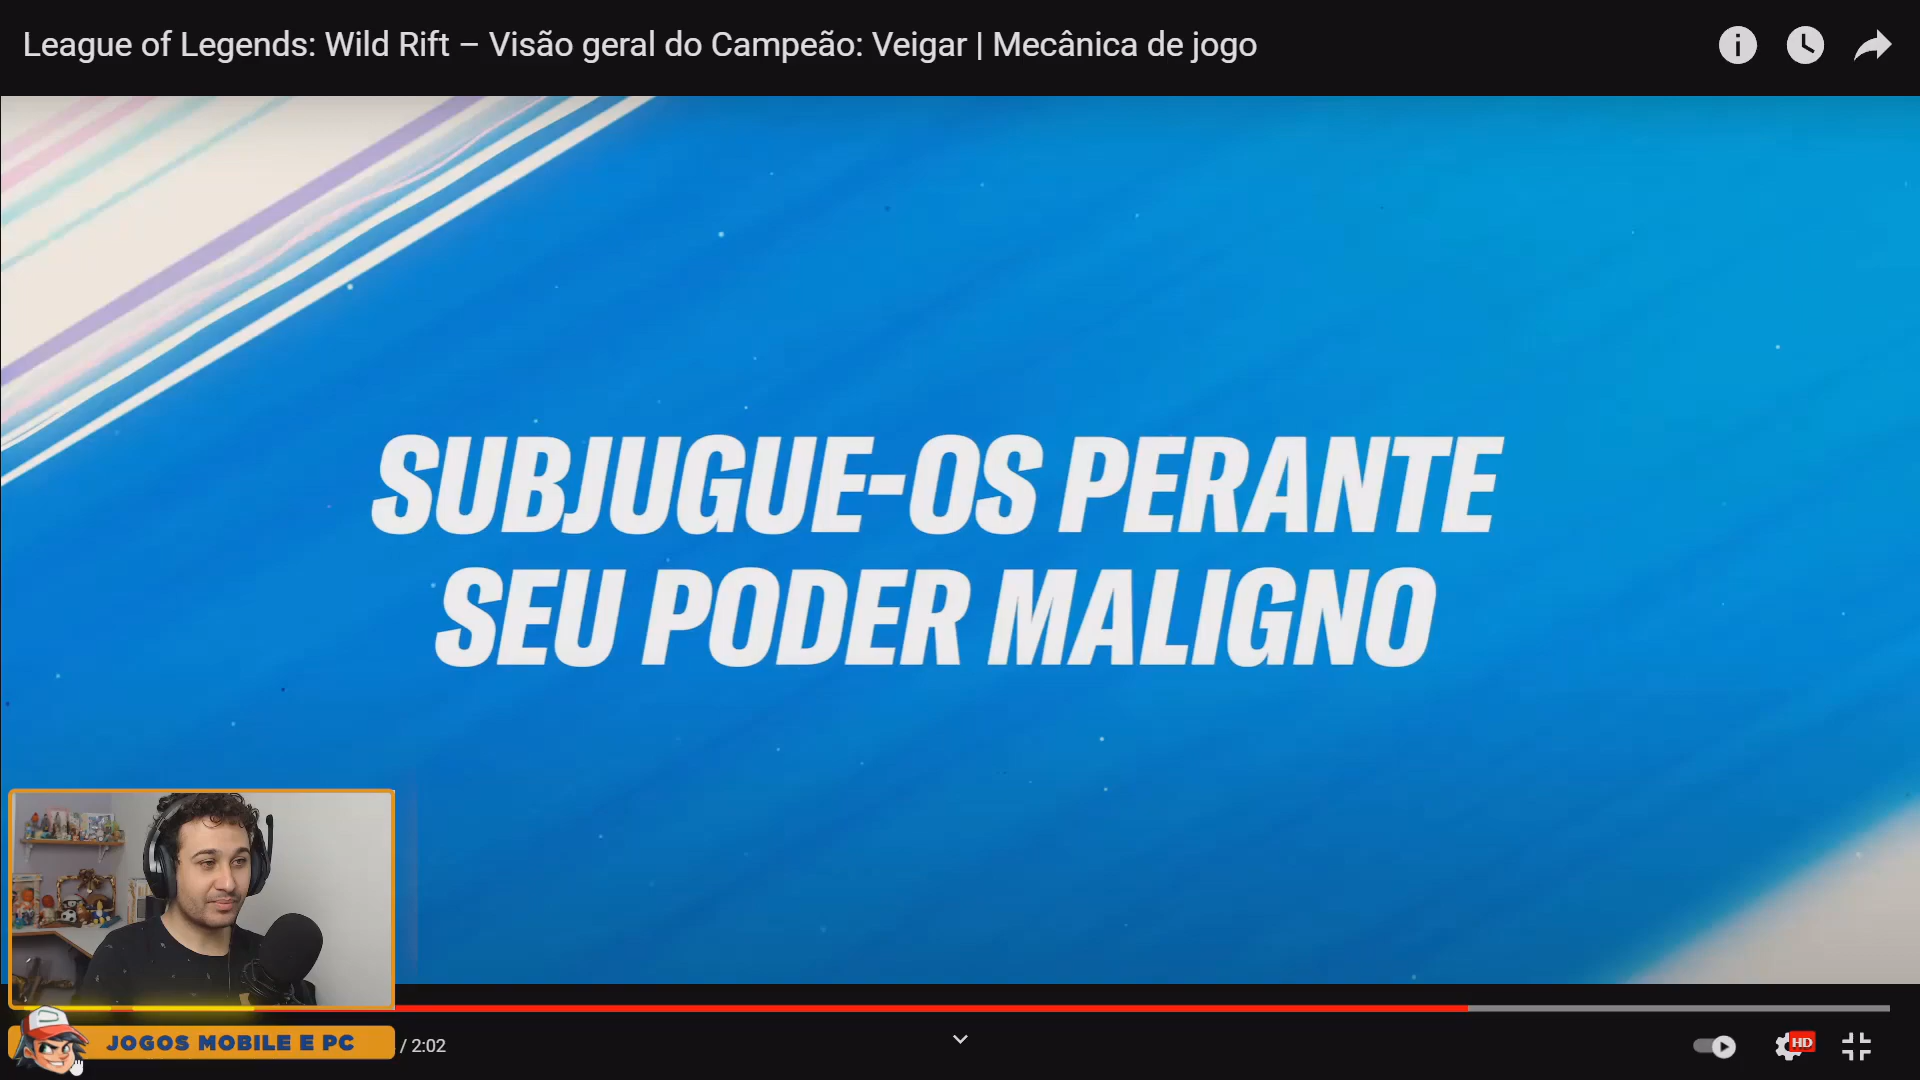 League of Legends: Wild Rift – Visão geral do Campeão: Veigar | Mecânica de jogo
SUBJUGUE-OS PERANTE
SEU PODER MALIGNO
JOGOS MOBILE E PC
/ 2:02
HD